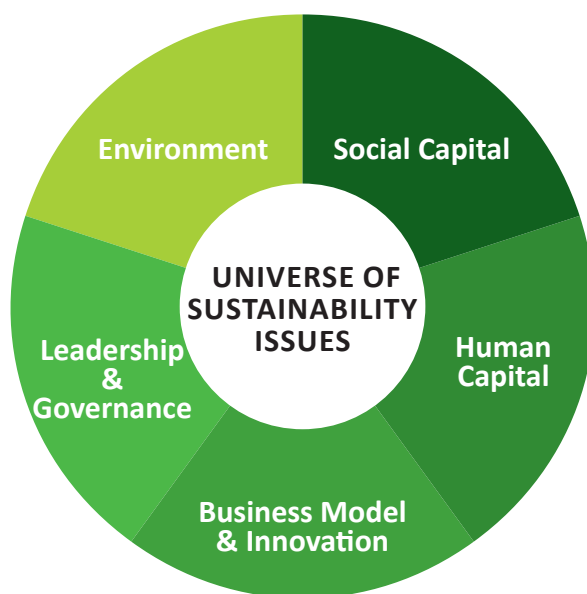 Environment
Social Capital
UNIVERSE OF
SUSTAINABILITY
ISSUES
Leadership
&
Governance
Human
Capital
Business Model
& Innovation